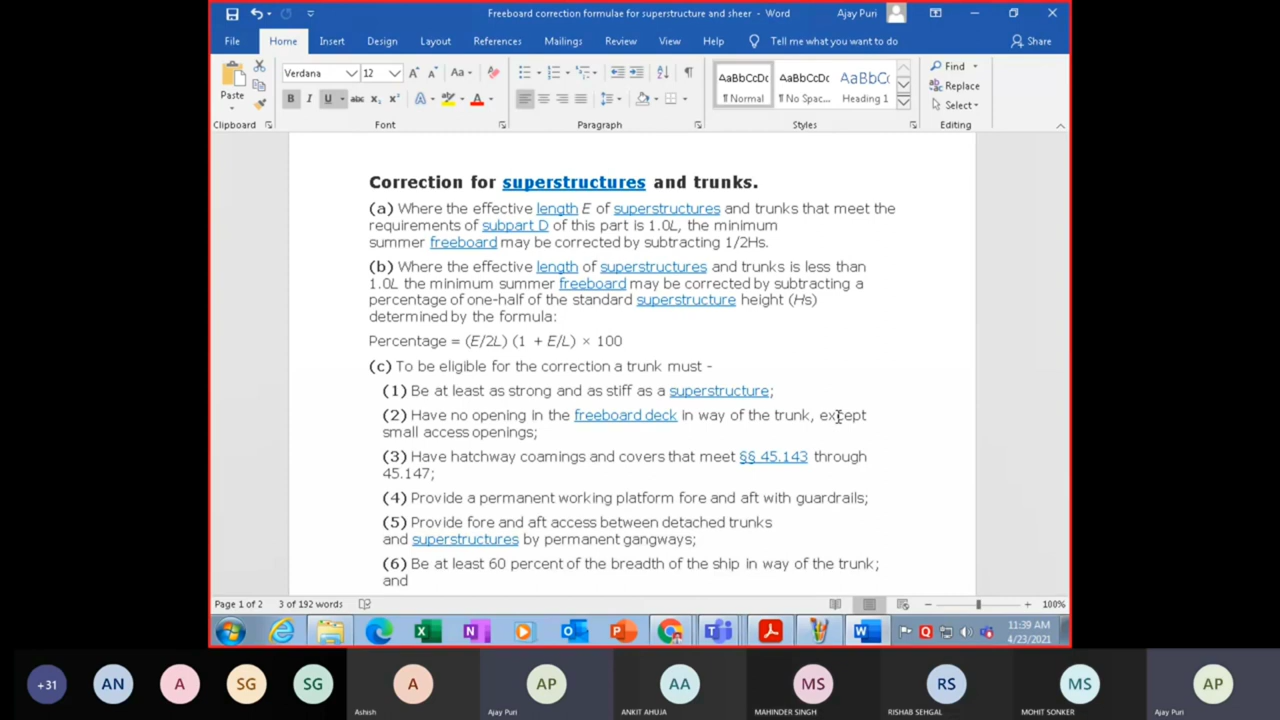 Freeboard correction formulae for superstructure and sheer - Word
Ajay Puri
File Home Insert Design Layout References Mailings Review View Help Tell me what you want to do Share
Paste
Clipboard
Verdana 12
Font
Paragraph
AaBbCcDc AaBbCcDc AaBbCc
¶ Normal ¶ No Spac... Heading 1
Styles
Find
Replace
Select
Editing
Correction for superstructures and trunks.
(a) Where the effective length E of superstructures and trunks that meet the
requirements of subpart D of this part is 1.0L, the minimum
summer freeboard may be corrected by subtracting 1/2Hs.
(b) Where the effective length of superstructures and trunks is less than
1.0L the minimum summer freeboard may be corrected by subtracting a
percentage of one-half of the standard superstructure height (Hs)
determined by the formula:
Percentage = (E/2L) (1 + E/L) × 100
(c) To be eligible for the correction a trunk must -
(1) Be at least as strong and as stiff as a superstructure;
(2) Have no opening in the freeboard deck in way of the trunk, except
small access openings;
(3) Have hatchway coamings and covers that meet §§ 45.143 through
45.147;
(4) Provide a permanent working platform fore and aft with guardrails;
(5) Provide fore and aft access between detached trunks
and superstructures by permanent gangways;
(6) Be at least 60 percent of the breadth of the ship in way of the trunk;
and
Page 1 of 2 3 of 192 words 100%
11:39 AM
4/23/2021
+31 AN A SG SG A AP AA MS RS MS AP
Ashish Ajay Puri ANKIT AHUJA MAHINDER SINGH RISHAB SEHGAL MOHIT SONKER Ajay Puri